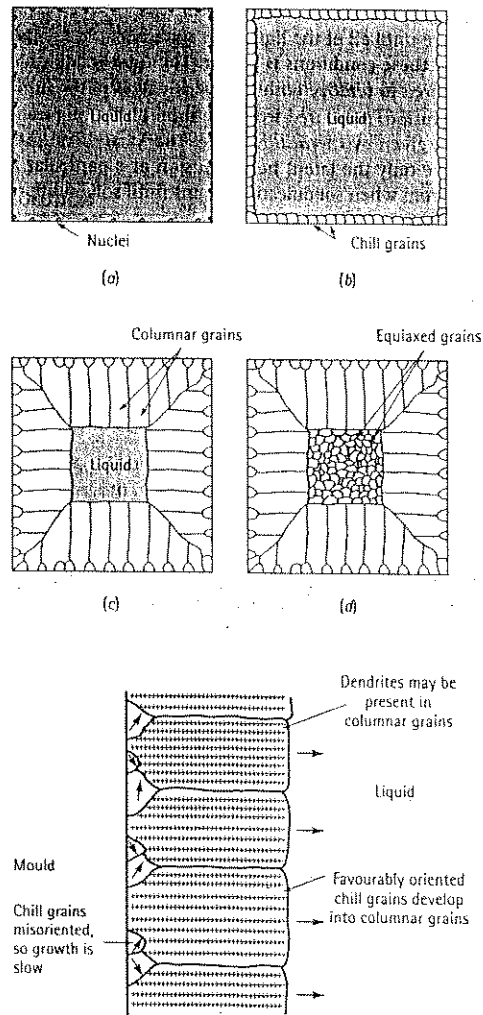 Liquid
Liquid
Nuclei
Chill grains
(a)
(b)
Columnar grains
Equiaxed grains
Liquid
(c)
(d)
Dendrites may be
present in
columnar grains
Liquid
Mould
Chill grains
misoriented,
so growth is
slow
Favourably oriented
chill grains develop
into columnar grains